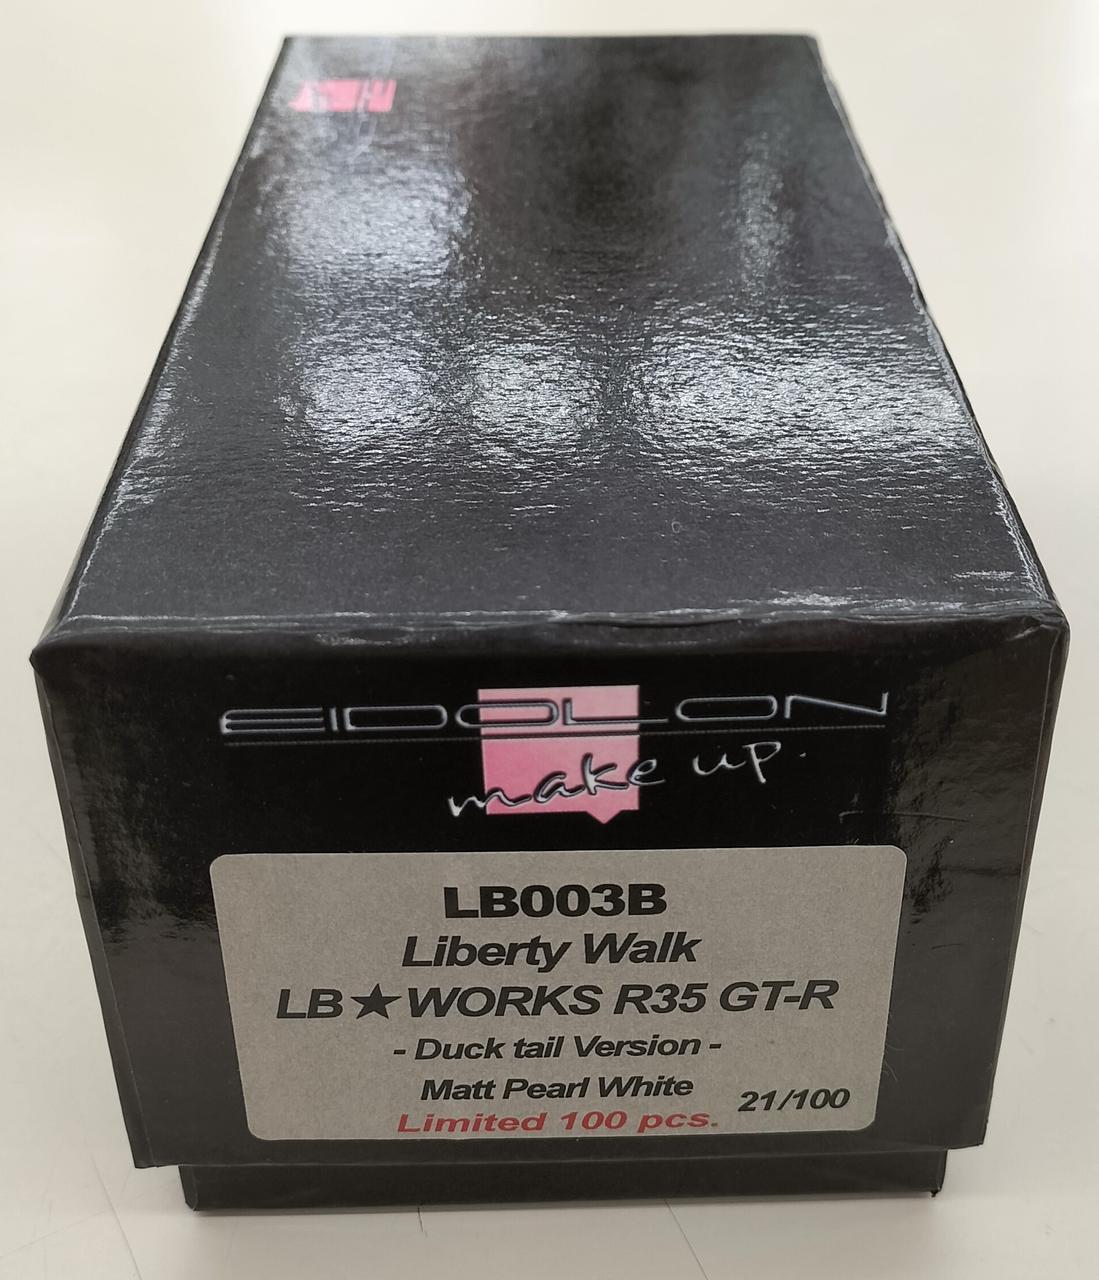 EIDOLON
make up.
LB003B
Liberty Walk
LB★WORKS R35 GT-R
- Duck tail Version -
Matt Pearl White
21/100
Limited 100 pcs.